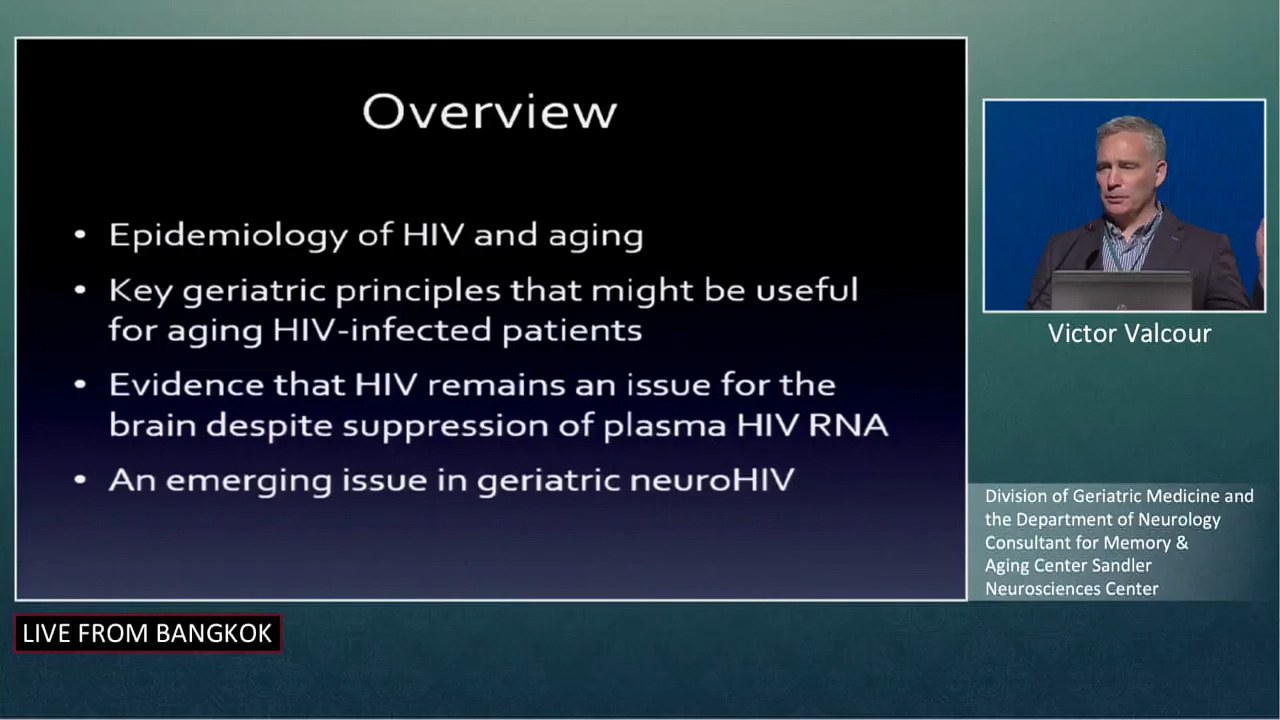 Overview
• Epidemiology of HIV and aging
• Key geriatric principles that might be useful
for aging HIV-infected patients
• Evidence that HIV remains an issue for the
brain despite suppression of plasma HIV RNA
• An emerging issue in geriatric neuroHIV
Victor Valcour
Division of Geriatric Medicine and
the Department of Neurology
Consultant for Memory &
Aging Center Sandler
Neurosciences Center
LIVE FROM BANGKOK